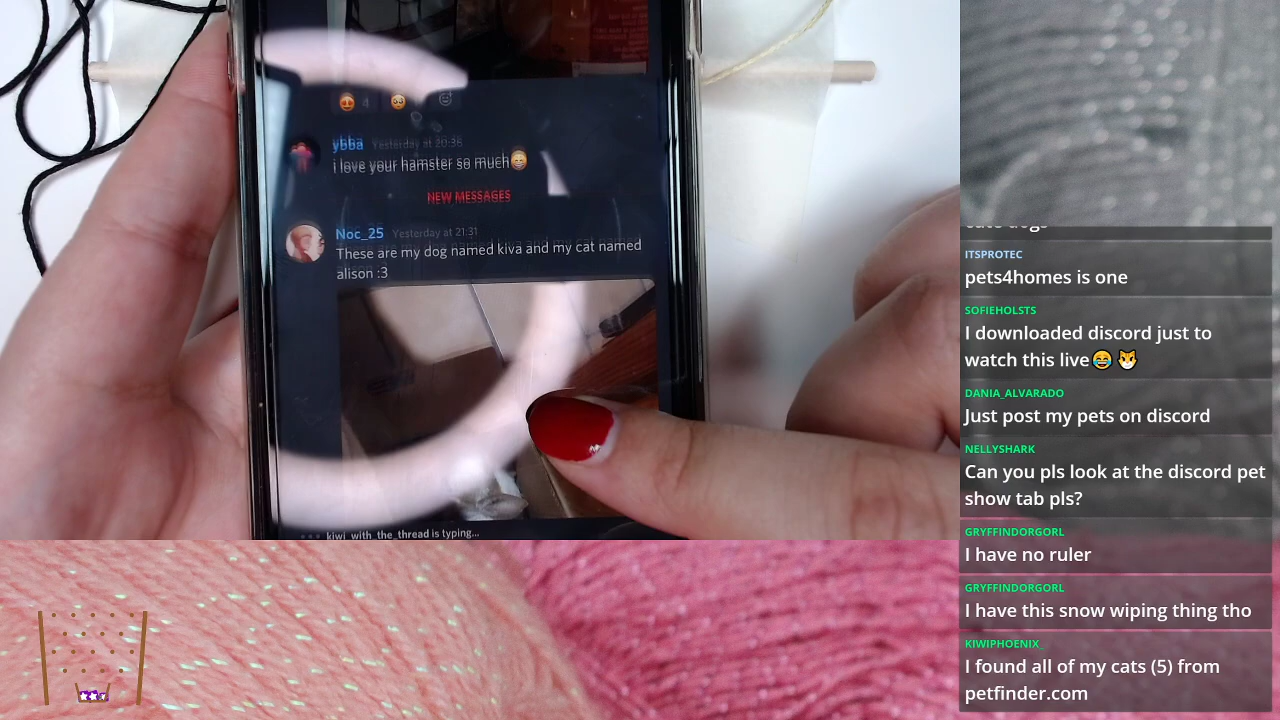 4
ybba Yesterday at 20:36
i love your hamster so much😁
NEW MESSAGES
Noc_25 Yesterday at 21:31
These are my dog named kiva and my cat named
alison :3
kiwi_with_the_thread is typing...
cute dogs
ITSPROTEC
pets4homes is one
SOFIEHOLSTS
I downloaded discord just to
watch this live😂 😼
DANIA_ALVARADO
Just post my pets on discord
NELLYSHARK
Can you pls look at the discord pet
show tab pls?
GRYFFINDORGORL
I have no ruler
GRYFFINDORGORL
I have this snow wiping thing tho
KIWIPHOENIX_
I found all of my cats (5) from
petfinder.com